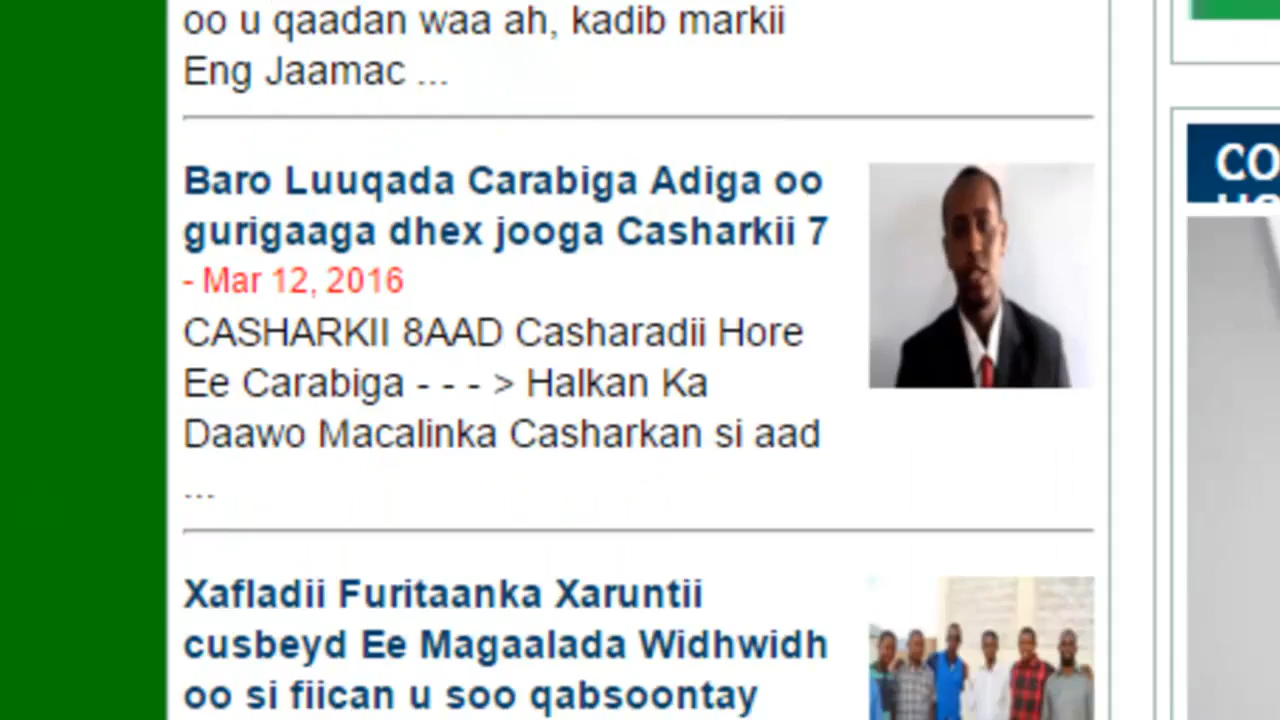 oo u qaadan waa ah, kadib markii
Eng Jaamac ...
Baro Luuqada Carabiga Adiga oo
gurigaaga dhex jooga Casharkii 7
- Mar 12, 2016
CASHARKII 8AAD Casharadii Hore
Ee Carabiga - - - > Halkan Ka
Daawo Macalinka Casharkan si aad
...
Xafladii Furitaanka Xaruntii
cusbeyd Ee Magaalada Widhwidh
oo si fiican u soo qabsoontay
CO